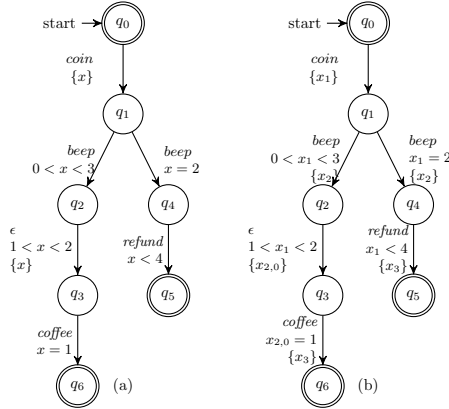 start
q0
coin
{x}
q1
beep
0 < x < 3
beep
x = 2
q2
q4
ϵ
1 < x < 2
{x}
refund
x < 4
q3
q5
coffee
x = 1
q6
(a)
start
q0
coin
{x1}
q1
beep
0 < x1 < 3
{x2}
beep
x1 = 2
{x2}
q2
q4
ϵ
1 < x1 < 2
{x2,0}
refund
x1 < 4
{x3}
q3
q5
coffee
x2,0 = 1
{x3}
q6
(b)